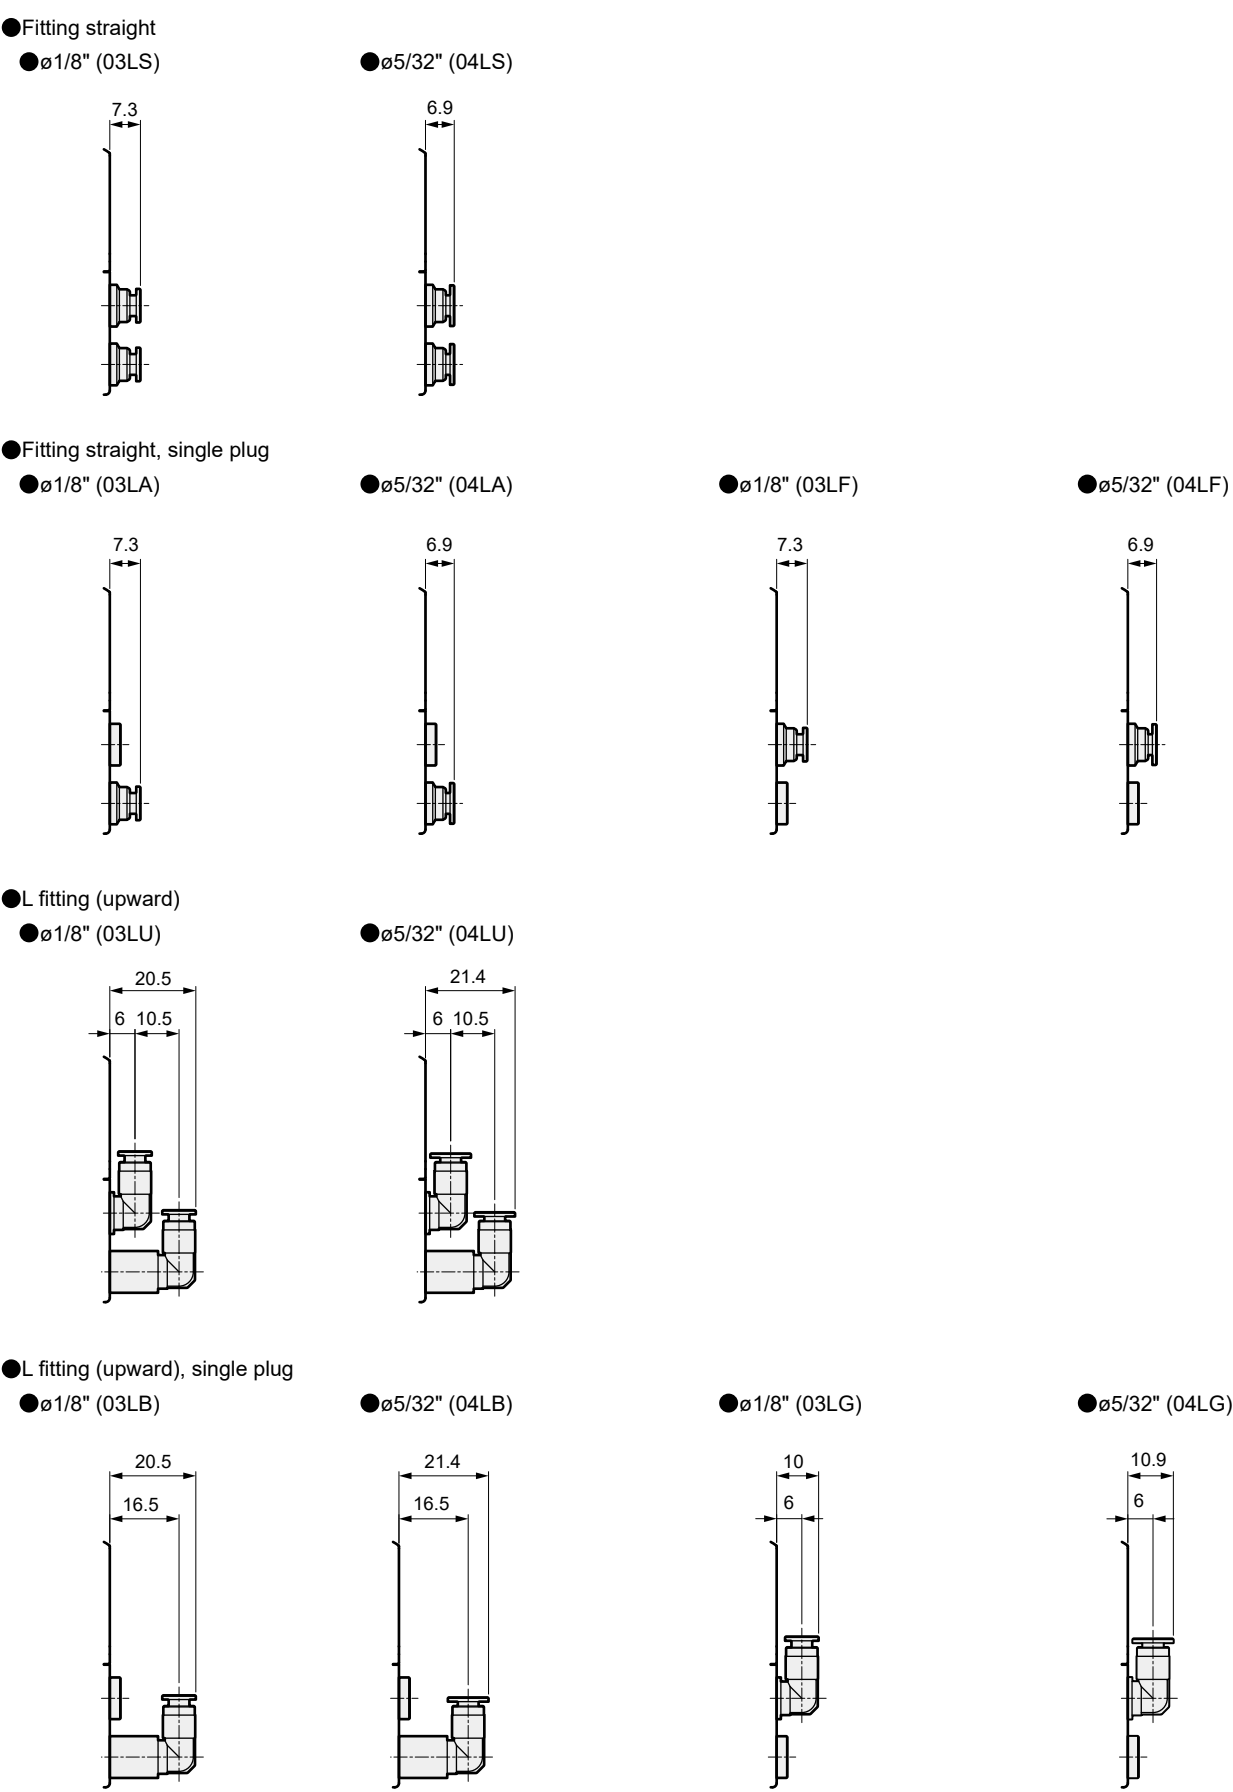 ●Fitting straight
●ø1/8" (03LS) ●ø5/32" (04LS)
7.3 6.9
●Fitting straight, single plug
●ø1/8" (03LA) ●ø5/32" (04LA) ●ø1/8" (03LF) ●ø5/32" (04LF)
7.3 6.9 7.3 6.9
●L fitting (upward)
●ø1/8" (03LU) ●ø5/32" (04LU)
20.5 21.4
6 10.5 6 10.5
●L fitting (upward), single plug
●ø1/8" (03LB) ●ø5/32" (04LB) ●ø1/8" (03LG) ●ø5/32" (04LG)
20.5 21.4 10 10.9
16.5 16.5 6 6